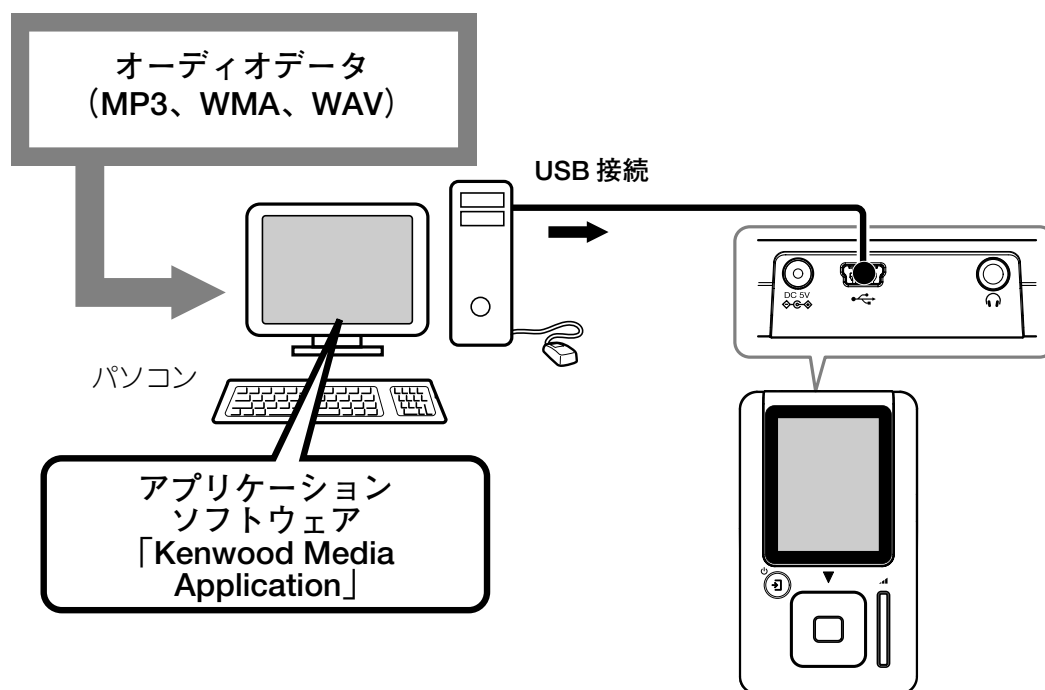 オーディオデータ
（MP3、WMA、WAV）
USB 接続
DC 5V
パソコン
アプリケーション
ソフトウェア
「Kenwood Media
Application」